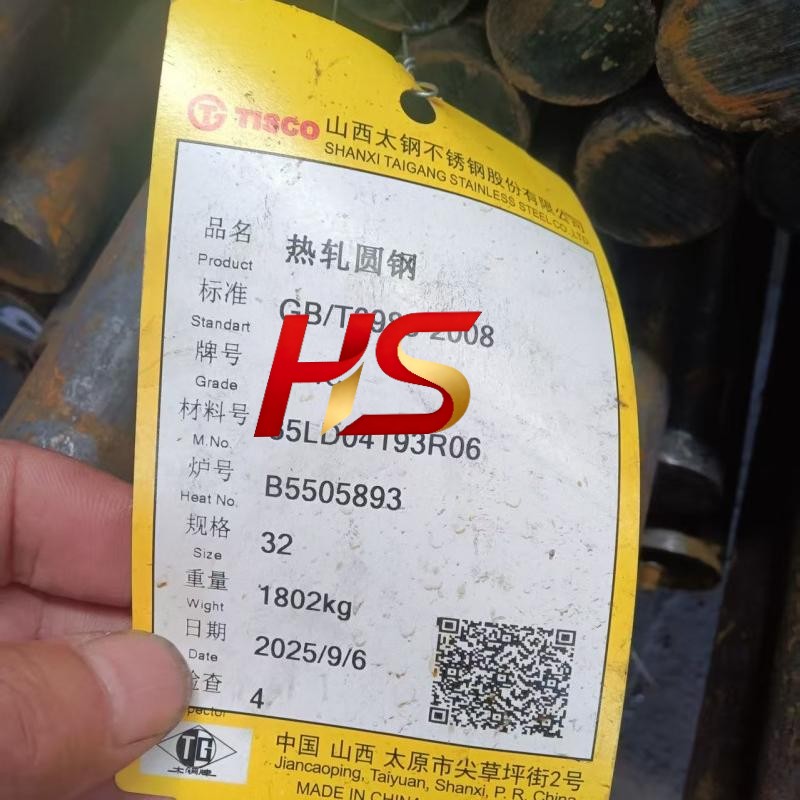 TISCO 山西太钢不锈钢股份有限公司
SHANXI TAIGANG STAINLESS STEEL CO.,LTD
品名 热轧圆钢
Product
标准
Standart
牌号
Grade
HS
材料号
M.No.
炉号 B5505893
Heat No.
规格 32
Size
重量 1802kg
Wight
日期 2025/9/6
Date
检查 4
TG
中国 山西 太原市尖草坪街2号
Jiancaoping, Taiyuan, Shanxi, P. R. China
MADE IN CHINA